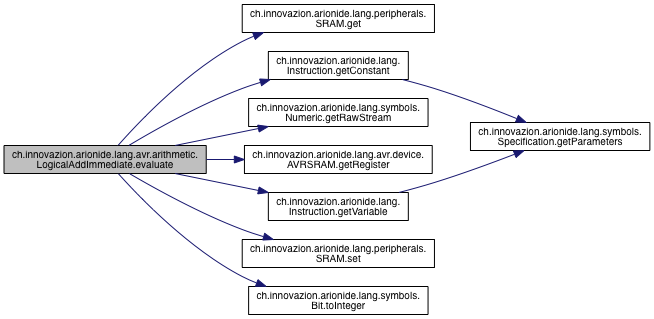 ch.innovazion.arionide.lang.peripherals.
SRAM.get
ch.innovazion.arionide.lang.
Instruction.getConstant
ch.innovazion.arionide.lang.symbols.
Numeric.getRawStream
ch.innovazion.arionide.lang.symbols.
Specification.getParameters
ch.innovazion.arionide.lang.avr.arithmetic.
LogicalAddImmediate.evaluate
ch.innovazion.arionide.lang.avr.device.
AVRSRAM.getRegister
ch.innovazion.arionide.lang.
Instruction.getVariable
ch.innovazion.arionide.lang.peripherals.
SRAM.set
ch.innovazion.arionide.lang.symbols.
Bit.toInteger